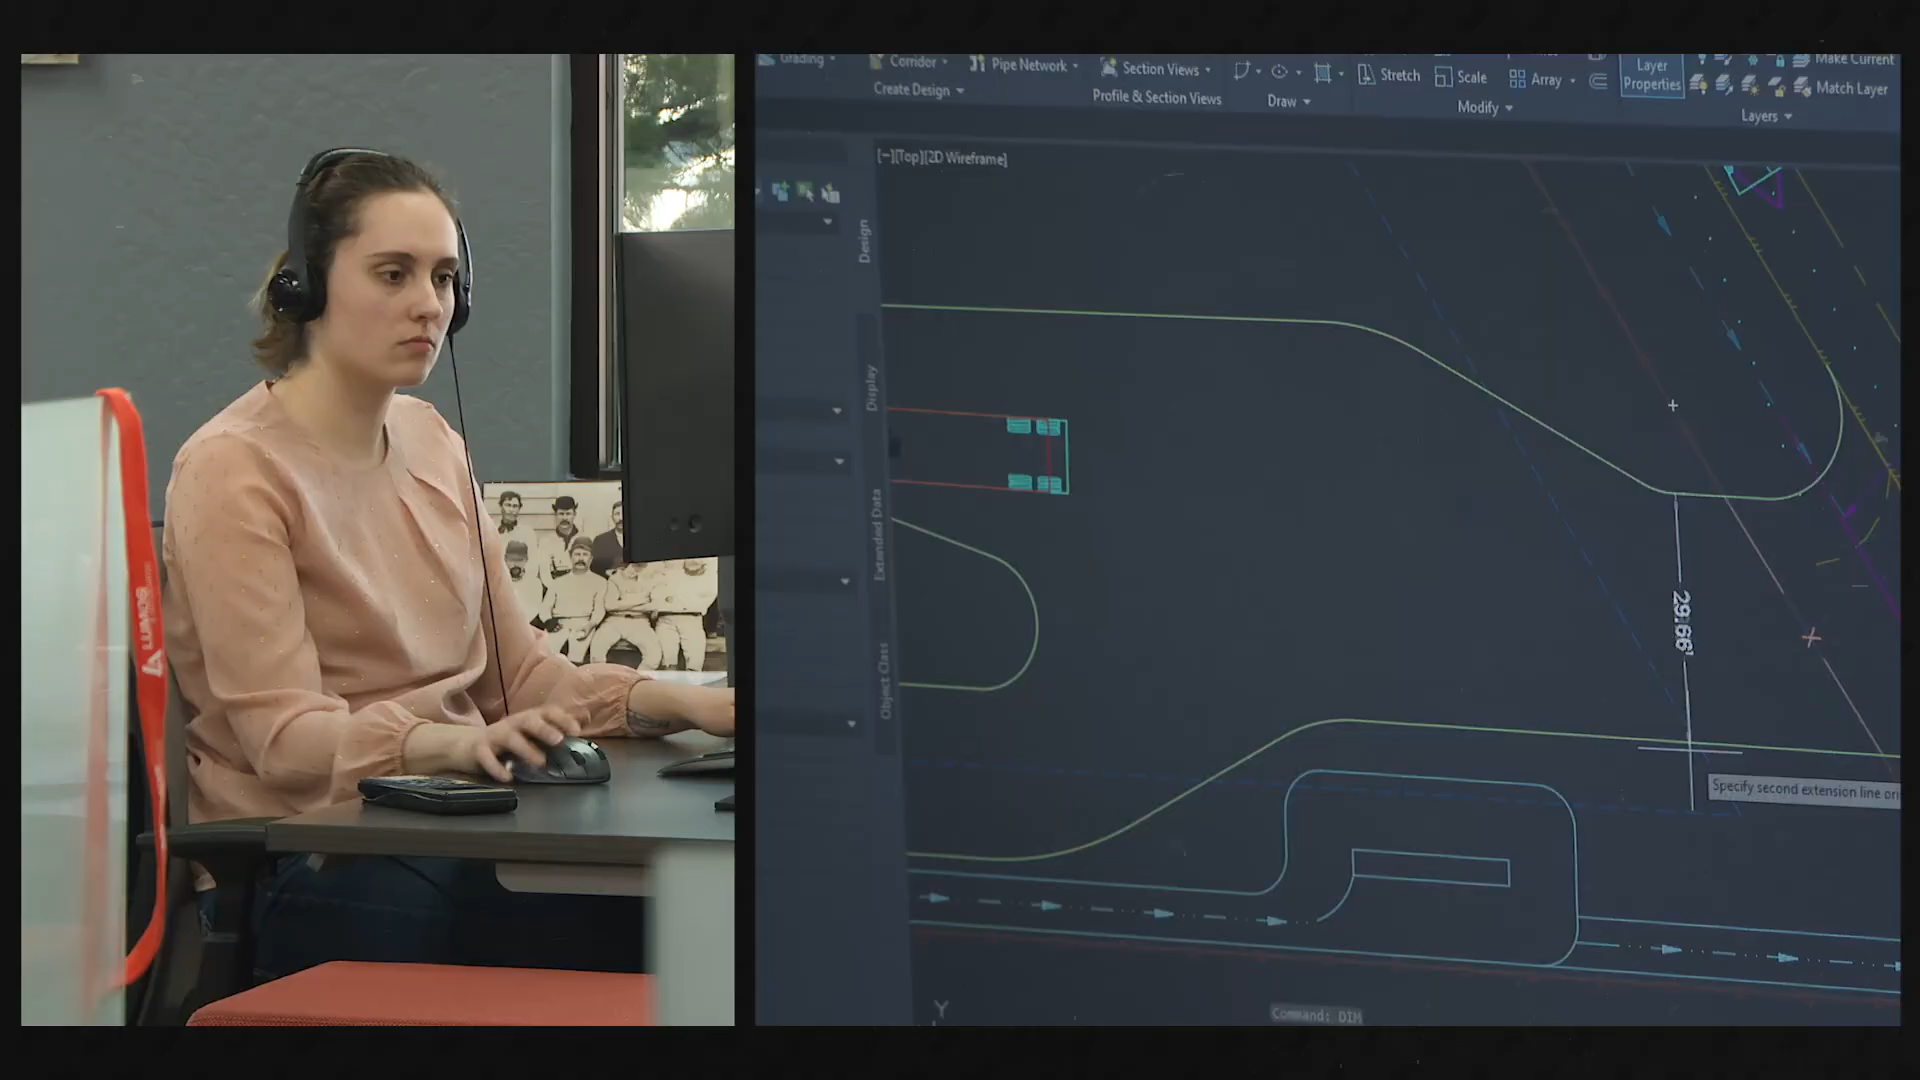 LUMOS
Grading
Corridor
Pipe Network
Section Views
Stretch
Scale
Array
Layer
Properties
Make Current
Match Layer
Create Design
Profile & Section Views
Draw
Modify
Layers
[-][Top][2D Wireframe]
Design
Display
Extended Data
Object Class
29.66'
Specify second extension line ori
Y
Command: DIM